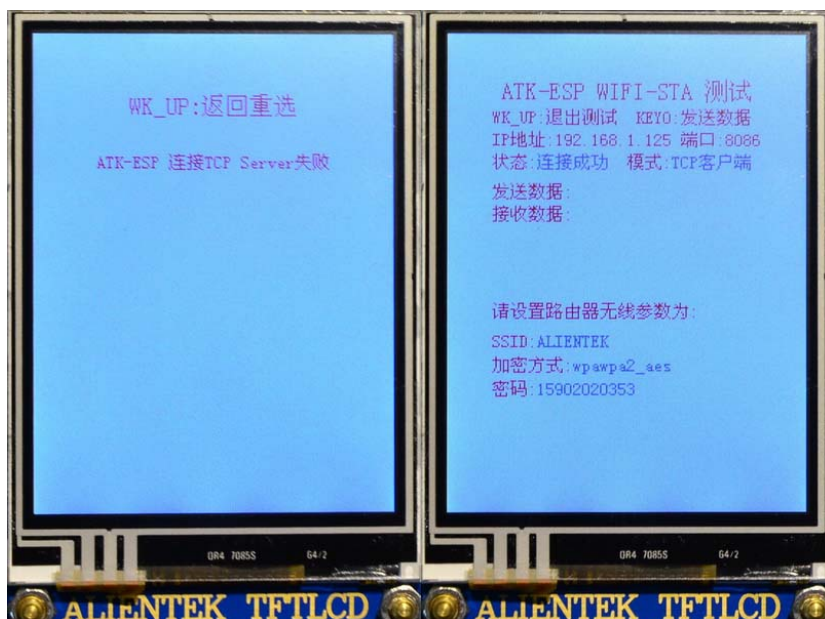 WK_UP:返回重选
ATK-ESP 连接TCP Server失败
QR4 7085S G4/2
ALIENTEK TFTLCD
ATK-ESP WIFI-STA 测试
WK_UP:退出测试 KEY0:发送数据
IP地址:192.168.1.125 端口:8086
状态:连接成功 模式:TCP客户端
发送数据:
接收数据:
请设置路由器无线参数为:
SSID:ALIENTEK
加密方式:wpawpa2_aes
密码:15902020353
QR4 7085S G4/2
ALIENTEK TFTLCD